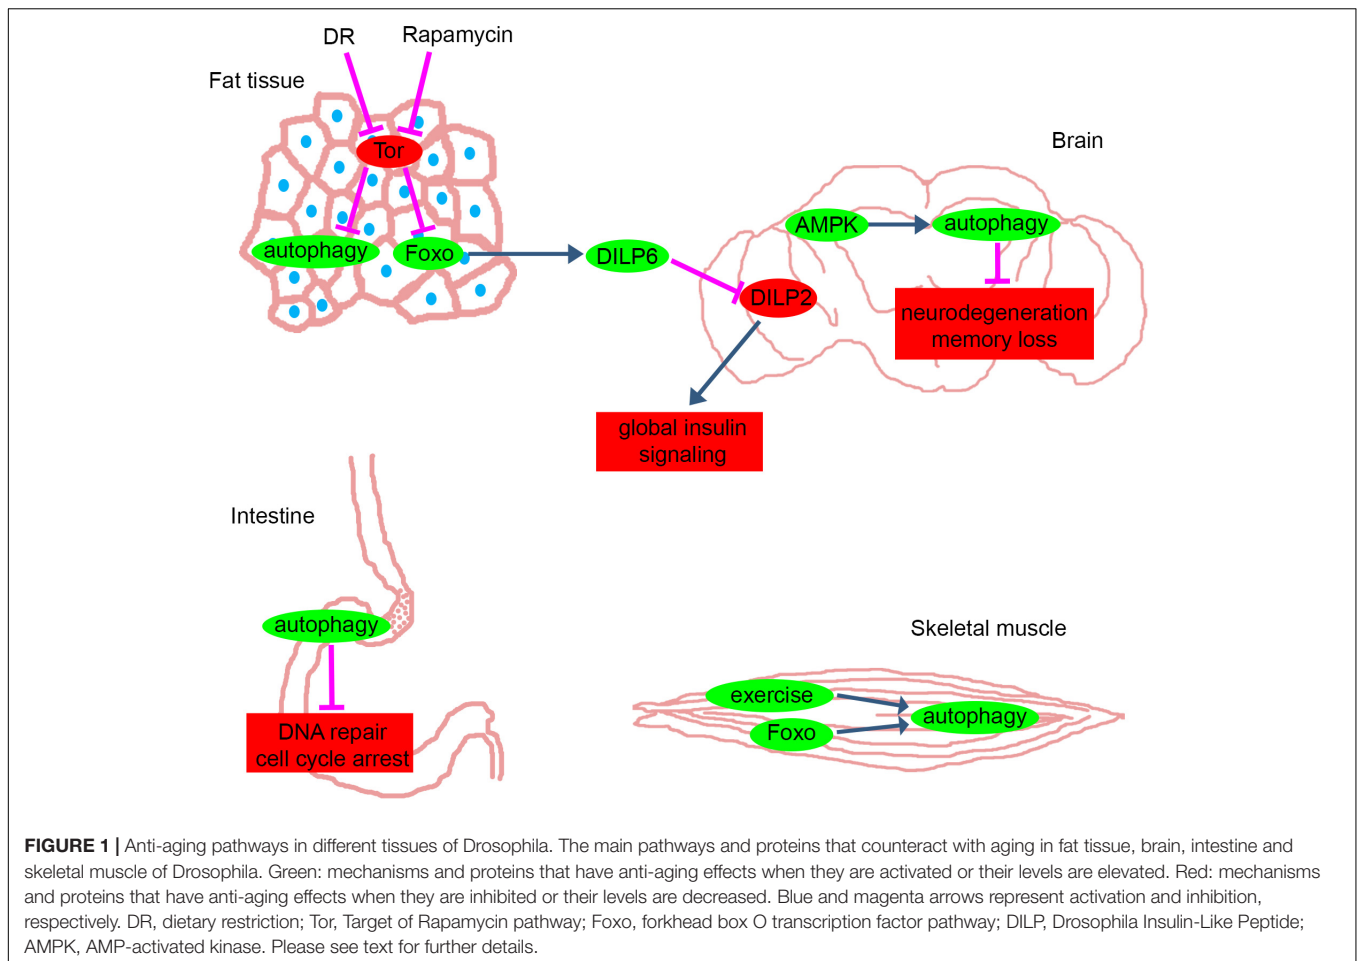 DR
Rapamycin
Fat tissue
Tor
autophagy
Foxo
DILP6
Brain
AMPK
autophagy
DILP2
neurodegeneration
memory loss
global insulin
signaling
Intestine
autophagy
DNA repair
cell cycle arrest
Skeletal muscle
exercise
Foxo
autophagy
FIGURE 1 | Anti-aging pathways in different tissues of Drosophila. The main pathways and proteins that counteract with aging in fat tissue, brain, intestine and
skeletal muscle of Drosophila. Green: mechanisms and proteins that have anti-aging effects when they are activated or their levels are elevated. Red: mechanisms
and proteins that have anti-aging effects when they are inhibited or their levels are decreased. Blue and magenta arrows represent activation and inhibition,
respectively. DR, dietary restriction; Tor, Target of Rapamycin pathway; Foxo, forkhead box O transcription factor pathway; DILP, Drosophila Insulin-Like Peptide;
AMPK, AMP-activated kinase. Please see text for further details.